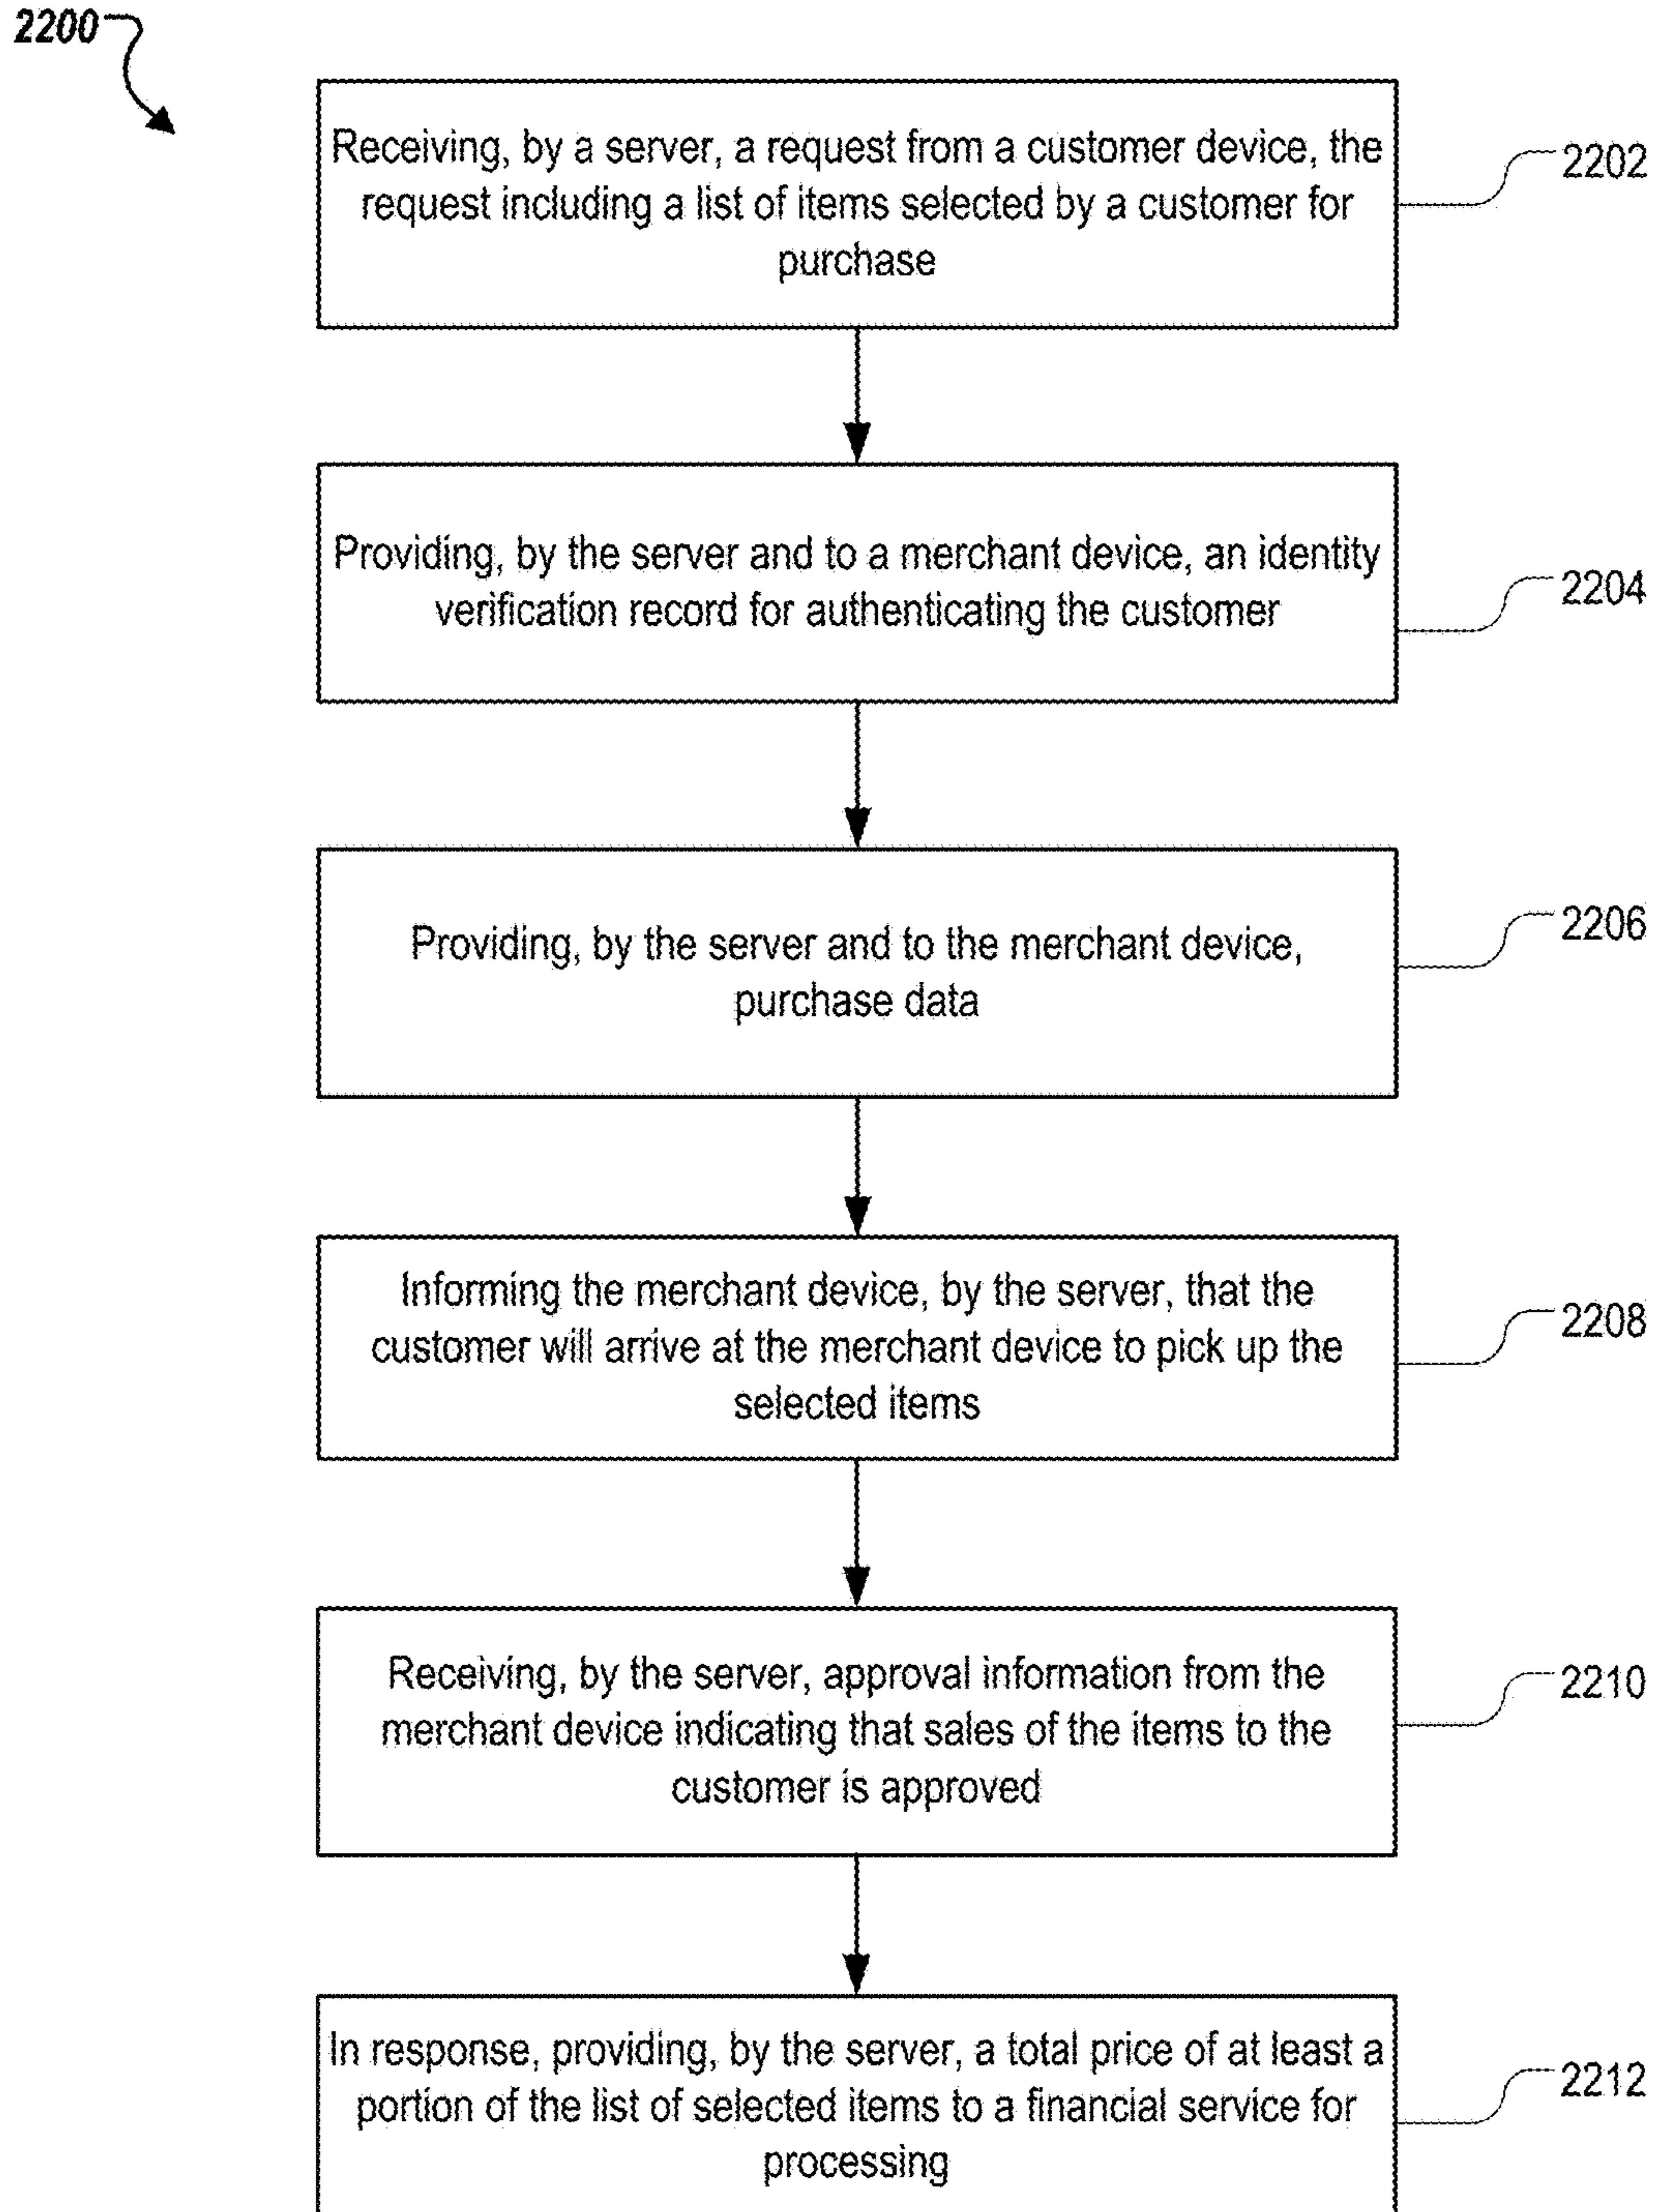 2200
Receiving, by a server, a request from a customer device, the
request including a list of items selected by a customer for
purchase
2202
Providing, by the server and to a merchant device, an identity
verification record for authenticating the customer
2204
Providing, by the server and to the merchant device,
purchase data
2206
Informing the merchant device, by the server, that the
customer will arrive at the merchant device to pick up the
selected items
2208
Receiving, by the server, approval information from the
merchant device indicating that sales of the items to the
customer is approved
2210
In response, providing, by the server, a total price of at least a
portion of the list of selected items to a financial service for
processing
2212